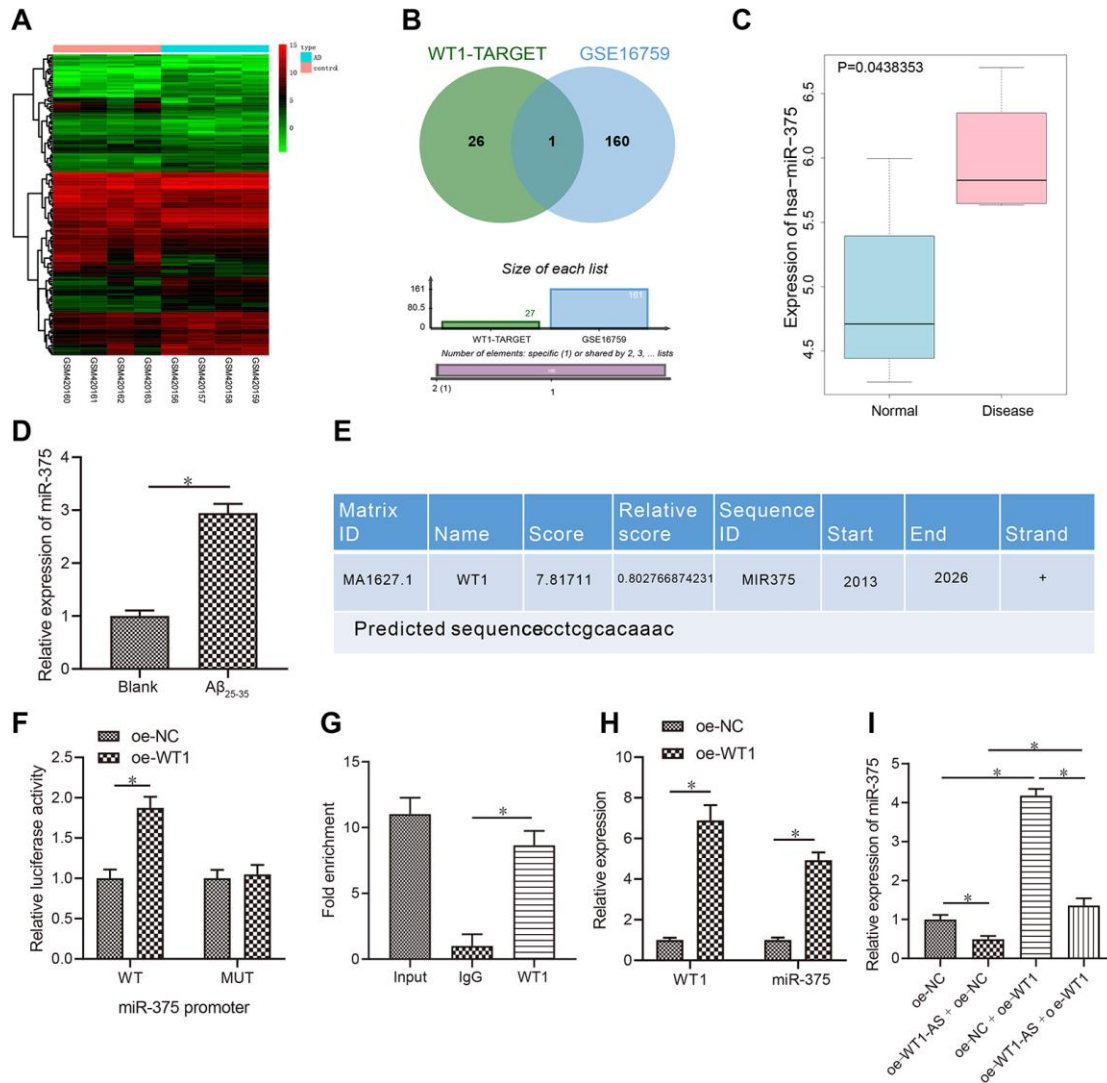 A
type
AD
control
15
10
5
0
GSM420160
GSM420161
GSM420162
GSM420163
GSM420156
GSM420157
GSM420158
GSM420159
B
WT1-TARGET
GSE16759
26
1
160
Size of each list
161
80.5
0
27
161
WT1-TARGET
GSE16759
Number of elements: specific (1) or shared by 2, 3, ... lists
2 (1)
1
C
P=0.0438353
Expression of hsa-miR-375
6.5
6.0
5.5
5.0
4.5
Normal
Disease
D
Relative expression of miR-375
4
3
2
1
0
*
Blank
Aβ25-35
E
Matrix ID
Name
Score
Relative score
Sequence ID
Start
End
Strand
MA1627.1
WT1
7.81711
0.802766874231
MIR375
2013
2026
+
Predicted sequencecctcgcacaaac
F
oe-NC
oe-WT1
Relative luciferase activity
2.5
2.0
1.5
1.0
0.5
0.0
*
WT
MUT
miR-375 promoter
G
Fold enrichment
15
10
5
0
*
Input
IgG
WT1
H
oe-NC
oe-WT1
Relative expression
10
8
6
4
2
0
*
*
WT1
miR-375
I
Relative expression of miR-375
5
4
3
2
1
0
*
*
*
*
oe-NC
oe-WT1-AS + oe-NC
oe-NC + oe-WT1
oe-WT1-AS + o e-WT1